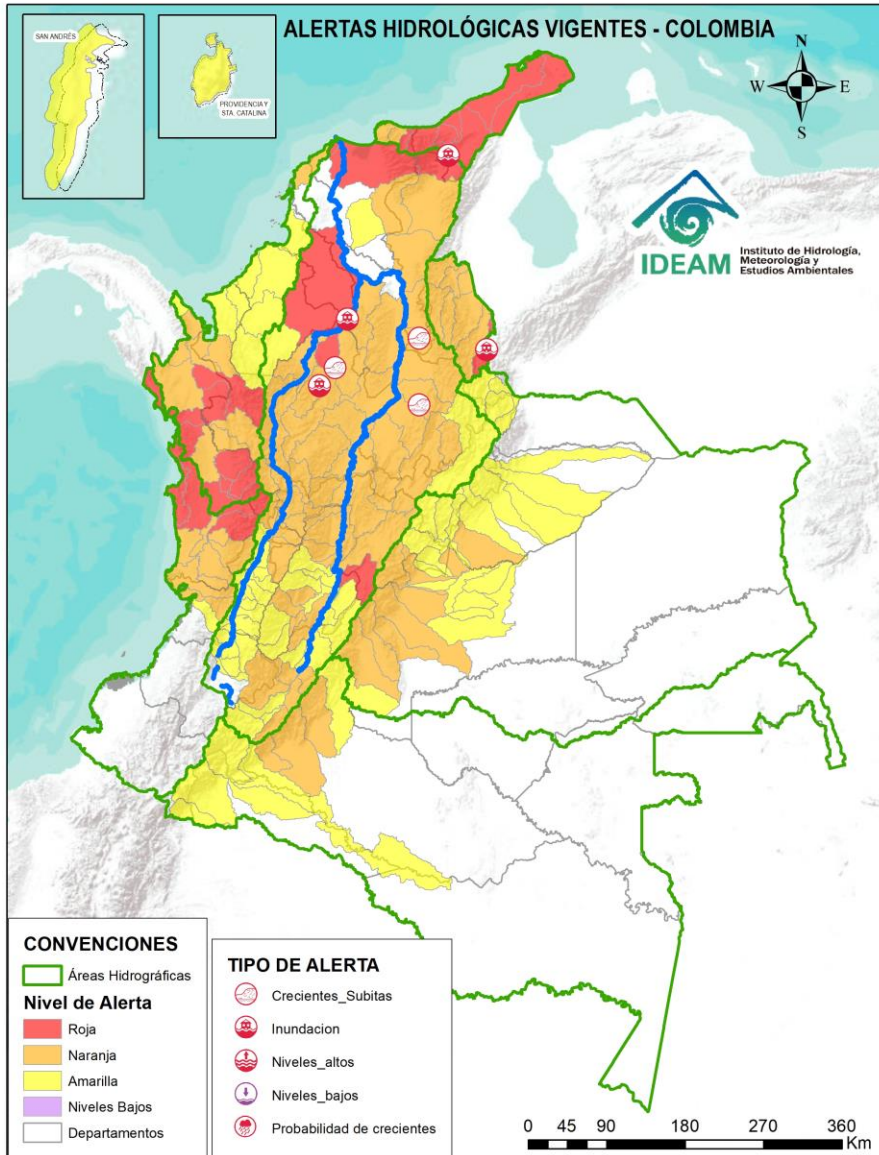 ALERTAS HIDROLÓGICAS VIGENTES - COLOMBIA
SAN ANDRÉS
PROVIDENCIA Y
STA. CATALINA
N
W
E
S
IDEAM
Instituto de Hidrología,
Meteorología y
Estudios Ambientales
CONVENCIONES
Áreas Hidrográficas
Nivel de Alerta
Roja
Naranja
Amarilla
Niveles Bajos
Departamentos
TIPO DE ALERTA
Crecientes_Subitas
Inundacion
Niveles_altos
Niveles_bajos
Probabilidad de crecientes
0 45 90 180 270 360
Km